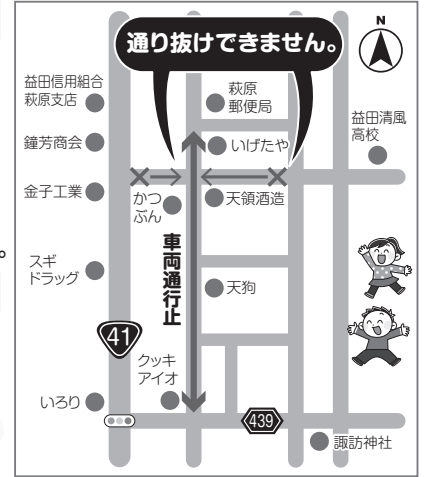 通り抜けできません。
N
益田信用組合
萩原支店
萩原
郵便局
益田清風
高校
鐘芳商会
いげたや
金子工業
かつ
ぶん
天領酒造
車両通行止
スギ
ドラッグ
天狗
41
クッキ
アイオ
いろり
439
諏訪神社
。